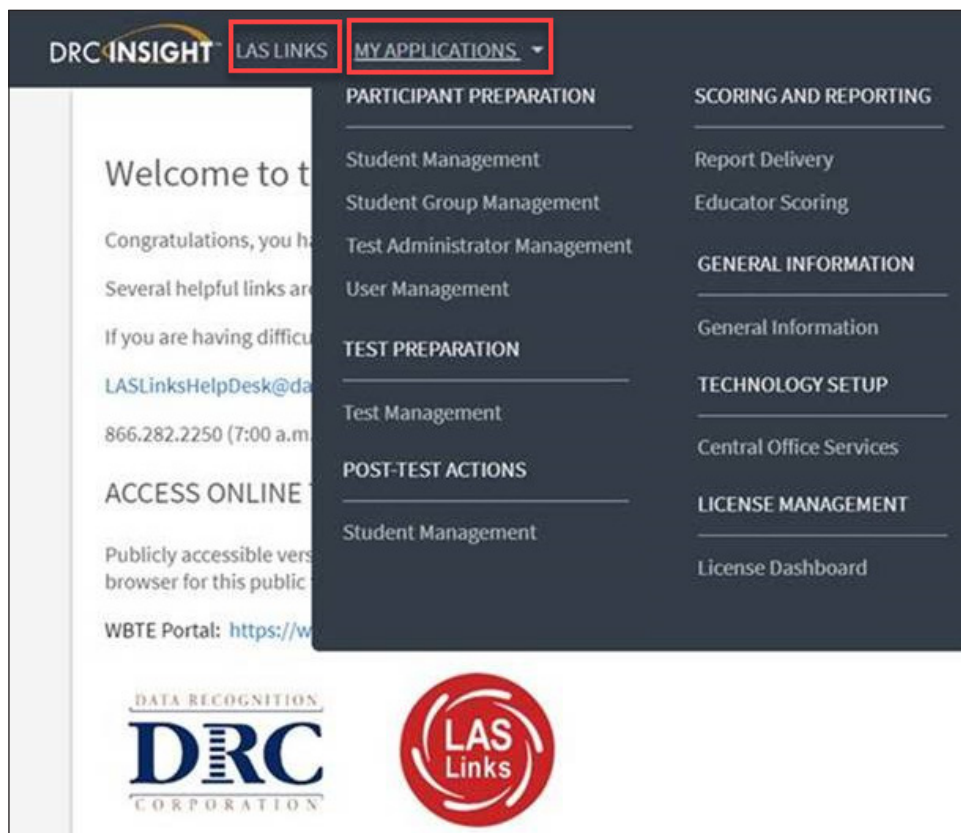 DRC INSIGHT LAS LINKS MY APPLICATIONS
PARTICIPANT PREPARATION
Student Management
Student Group Management
Test Administrator Management
User Management
TEST PREPARATION
Test Management
POST-TEST ACTIONS
Student Management
SCORING AND REPORTING
Report Delivery
Educator Scoring
GENERAL INFORMATION
General Information
TECHNOLOGY SETUP
Central Office Services
LICENSE MANAGEMENT
License Dashboard
Welcome to t
Congratulations, you ha
Several helpful links are
If you are having difficu
LASLinksHelpDesk@da
866.282.2250 (7:00 a.m.
ACCESS ONLINE
Publicly accessible vers
browser for this public
WBTE Portal: https://w
DATA RECOGNITION
DRC
CORPORATION
LAS
Links